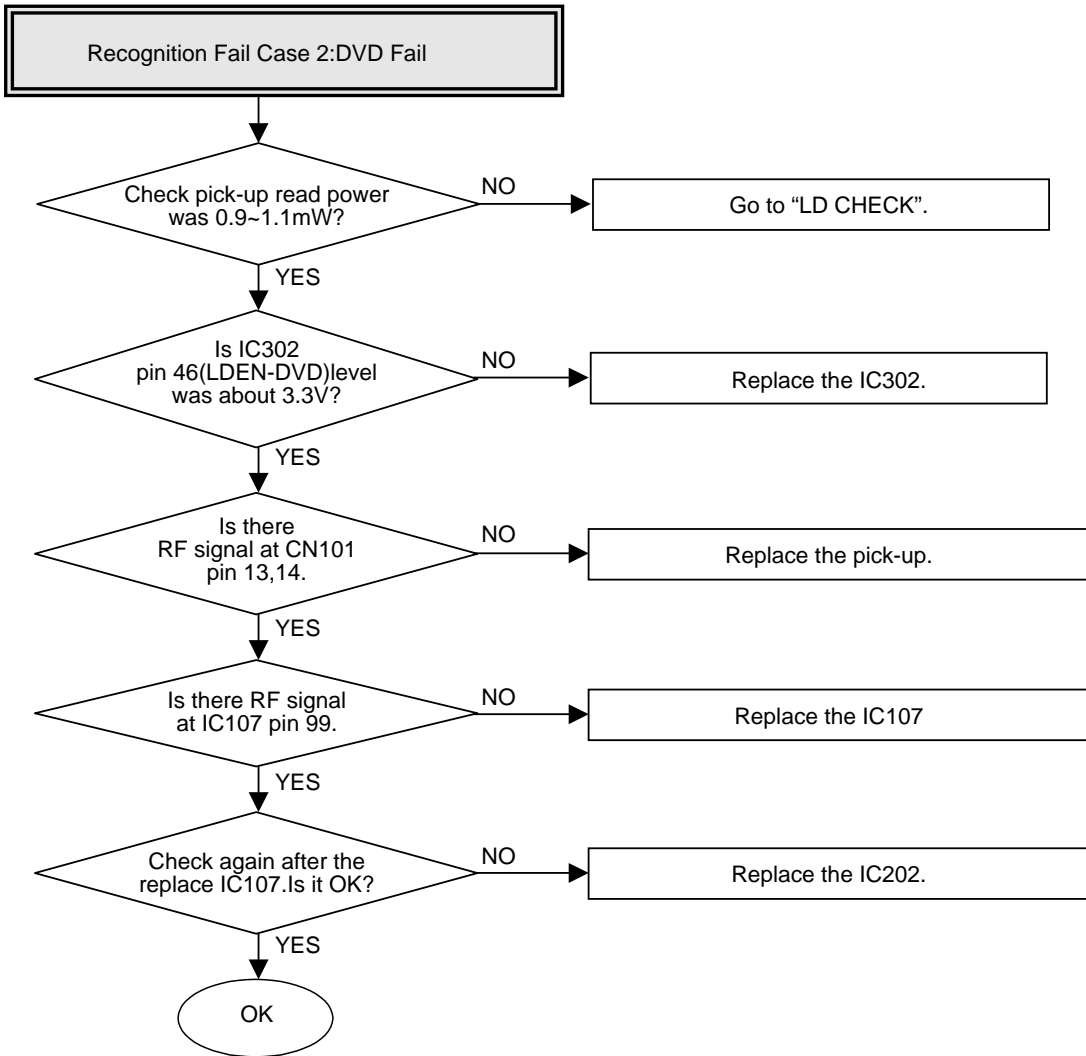 Recognition Fail Case 2:DVD Fail
Check pick-up read power
was 0.9~1.1mW?
NO
Go to “LD CHECK”.
YES
Is IC302
pin 46(LDEN-DVD)level
was about 3.3V?
NO
Replace the IC302.
YES
Is there
RF signal at CN101
pin 13,14.
NO
Replace the pick-up.
YES
Is there RF signal
at IC107 pin 99.
NO
Replace the IC107
YES
Check again after the
replace IC107.Is it OK?
NO
Replace the IC202.
YES
OK